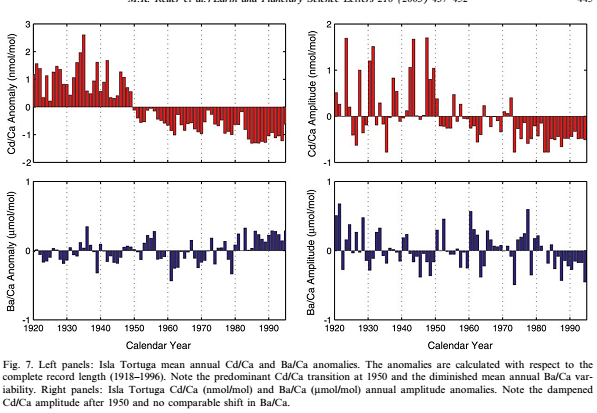 M.K. Reuer et al. / Earth and Planetary Science Letters 210 (2003) 437-452 445
3
2
1
0
-1
-2
Cd/Ca Anomaly (nmol/mol)
2
1
0
-1
Cd/Ca Amplitude (nmol/mol)
1
0
-1
Ba/Ca Anomaly (µmol/mol)
1920 1930 1940 1950 1960 1970 1980 1990
Calendar Year
1
0
-1
Ba/Ca Amplitude (µmol/mol)
1920 1930 1940 1950 1960 1970 1980 1990
Calendar Year
Fig. 7. Left panels: Isla Tortuga mean annual Cd/Ca and Ba/Ca anomalies. The anomalies are calculated with respect to the
complete record length (1918–1996). Note the predominant Cd/Ca transition at 1950 and the diminished mean annual Ba/Ca var-
iability. Right panels: Isla Tortuga Cd/Ca (nmol/mol) and Ba/Ca (µmol/mol) annual amplitude anomalies. Note the dampened
Cd/Ca amplitude after 1950 and no comparable shift in Ba/Ca.